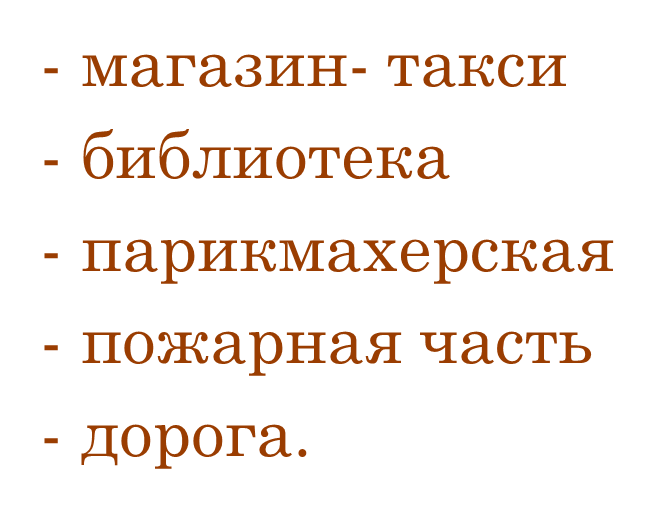 - магазин- такси
- библиотека
- парикмахерская
- пожарная часть
- дорога.